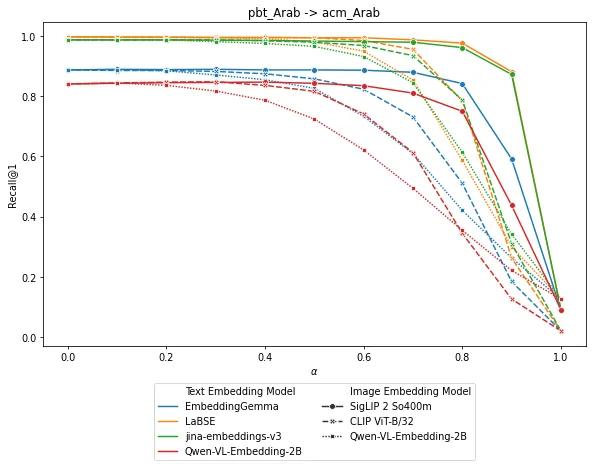 pbt_Arab -> acm_Arab
1.0
0.8
0.6
0.4
0.2
0.0
Recall@1
0.0 0.2 0.4 0.6 0.8 1.0
α
Text Embedding Model Image Embedding Model
EmbeddingGemma SigLIP 2 So400m
LaBSE CLIP ViT-B/32
jina-embeddings-v3 Qwen-VL-Embedding-2B
Qwen-VL-Embedding-2B